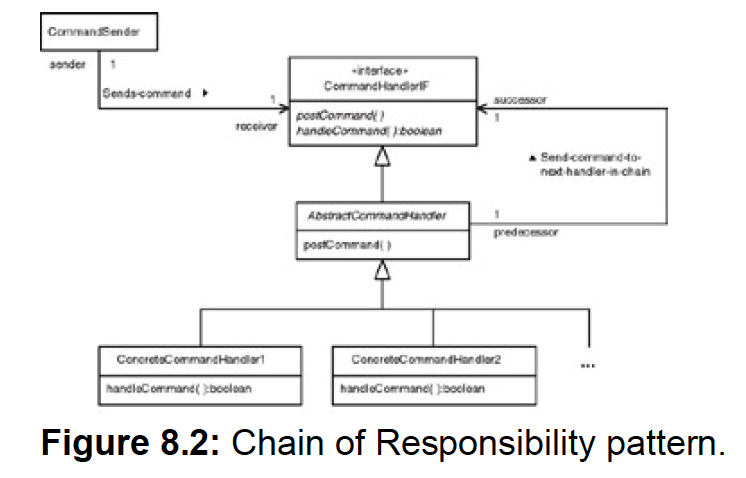 CommandSender
sender 1
Sends-command ▶
1
receiver
«interface»
CommandHandlerIF
postCommand( )
handleCommand( ):boolean
successor
1
▲ Send-command-to-
next-handler-in-chain
AbstractCommandHandler
postCommand( )
1
predecessor
ConcreteCommandHandler1
handleCommand( ):boolean
ConcreteCommandHandler2
handleCommand( ):boolean
...
Figure 8.2: Chain of Responsibility pattern.